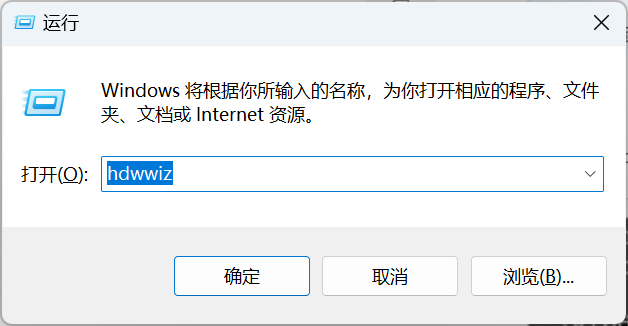 运行
Windows 将根据你所输入的名称，为你打开相应的程序、文件
夹、文档或 Internet 资源。
打开(O): hdwwiz
确定 取消 浏览(B)...